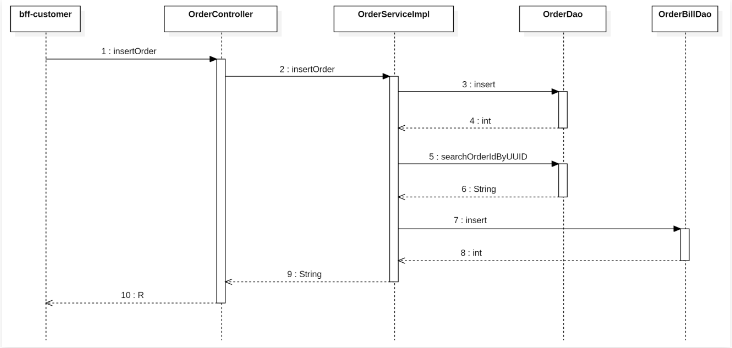 bff-customer
OrderController
OrderServiceImpl
OrderDao
OrderBillDao
1 : insertOrder
2 : insertOrder
3 : insert
4 : int
5 : searchOrderIdByUUID
6 : String
7 : insert
8 : int
9 : String
10 : R